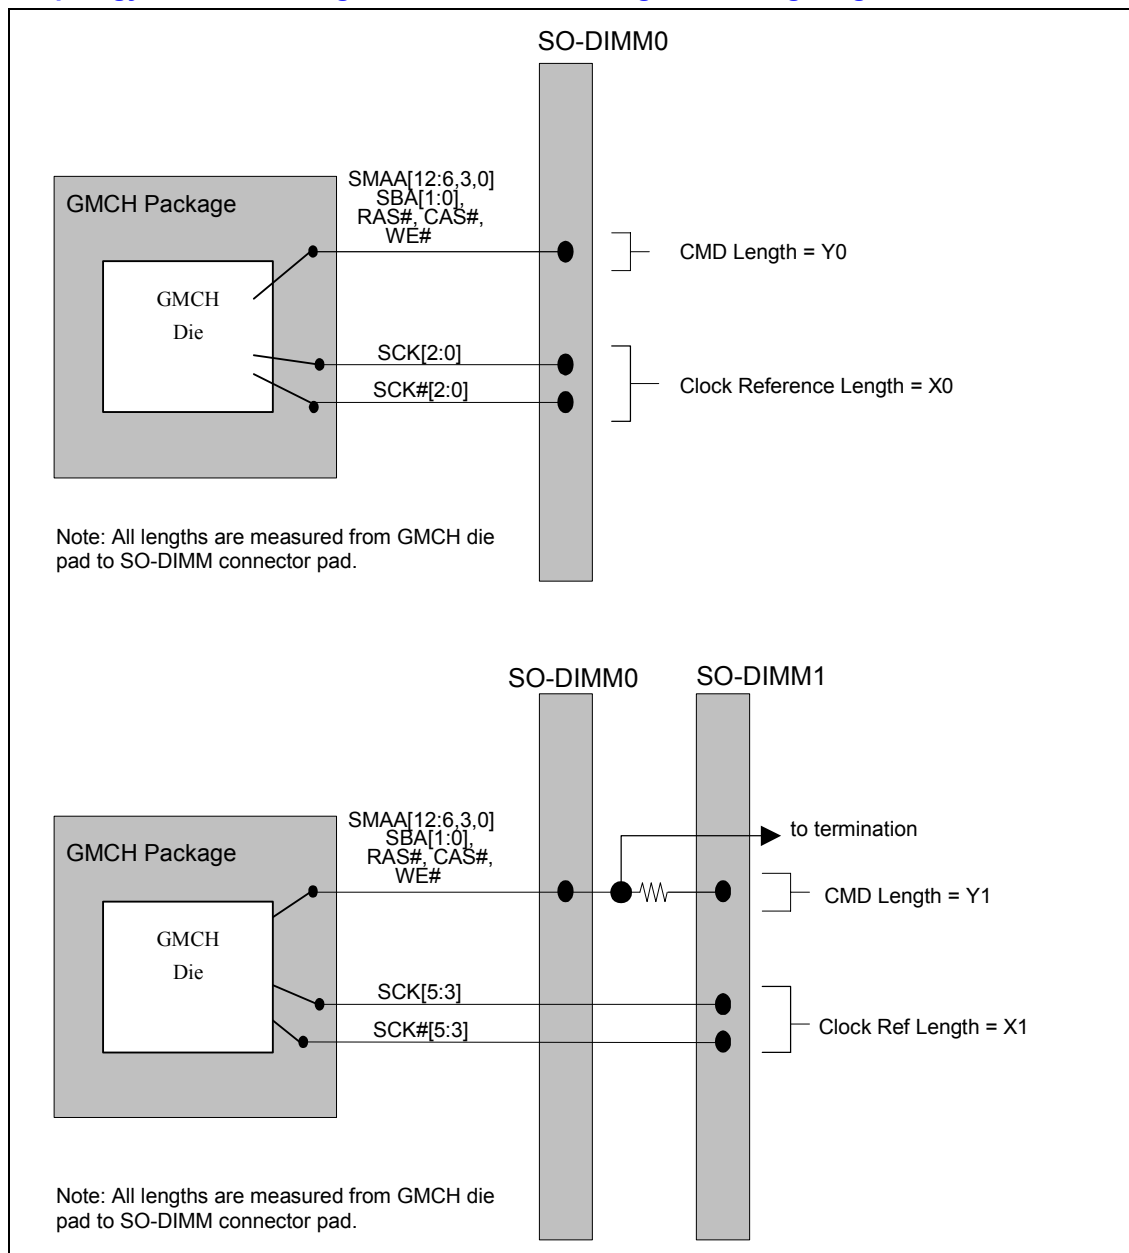 SO-DIMM0
SMAA[12:6,3,0]
SBA[1:0],
RAS#, CAS#,
WE#
GMCH Package
CMD Length = Y0
GMCH
Die
SCK[2:0]
SCK#[2:0]
Clock Reference Length = X0
Note: All lengths are measured from GMCH die
pad to SO-DIMM connector pad.
SO-DIMM0
SO-DIMM1
SMAA[12:6,3,0]
SBA[1:0],
RAS#, CAS#,
WE#
to termination
GMCH Package
CMD Length = Y1
GMCH
Die
SCK[5:3]
SCK#[5:3]
Clock Ref Length = X1
Note: All lengths are measured from GMCH die
pad to SO-DIMM connector pad.